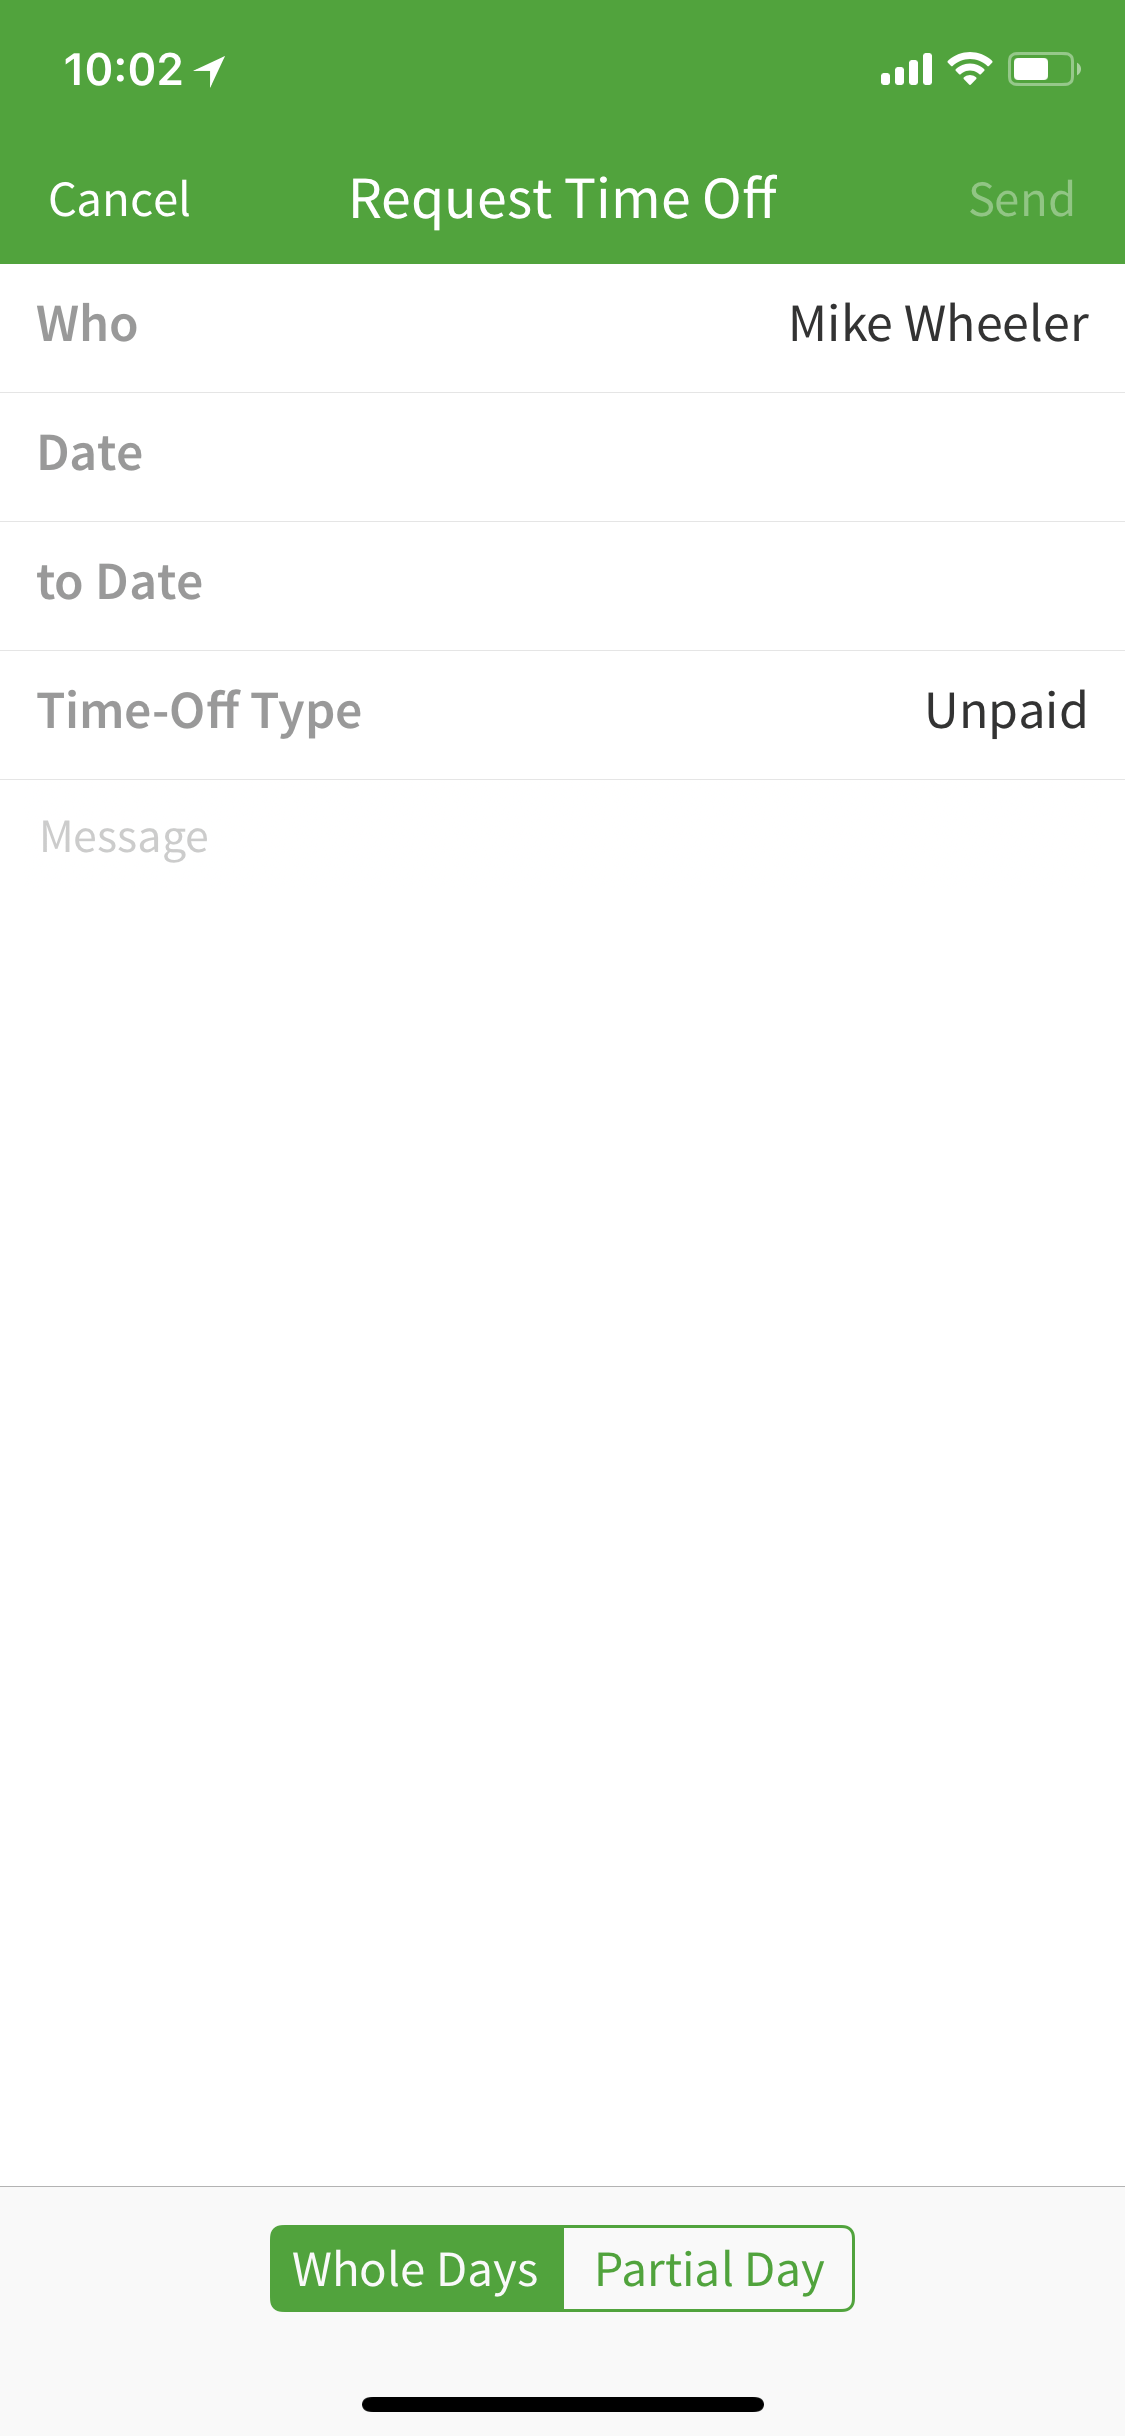 10:02
Cancel Request Time Off Send
Who Mike Wheeler
Date
to Date
Time-Off Type Unpaid
Message
Whole Days Partial Day